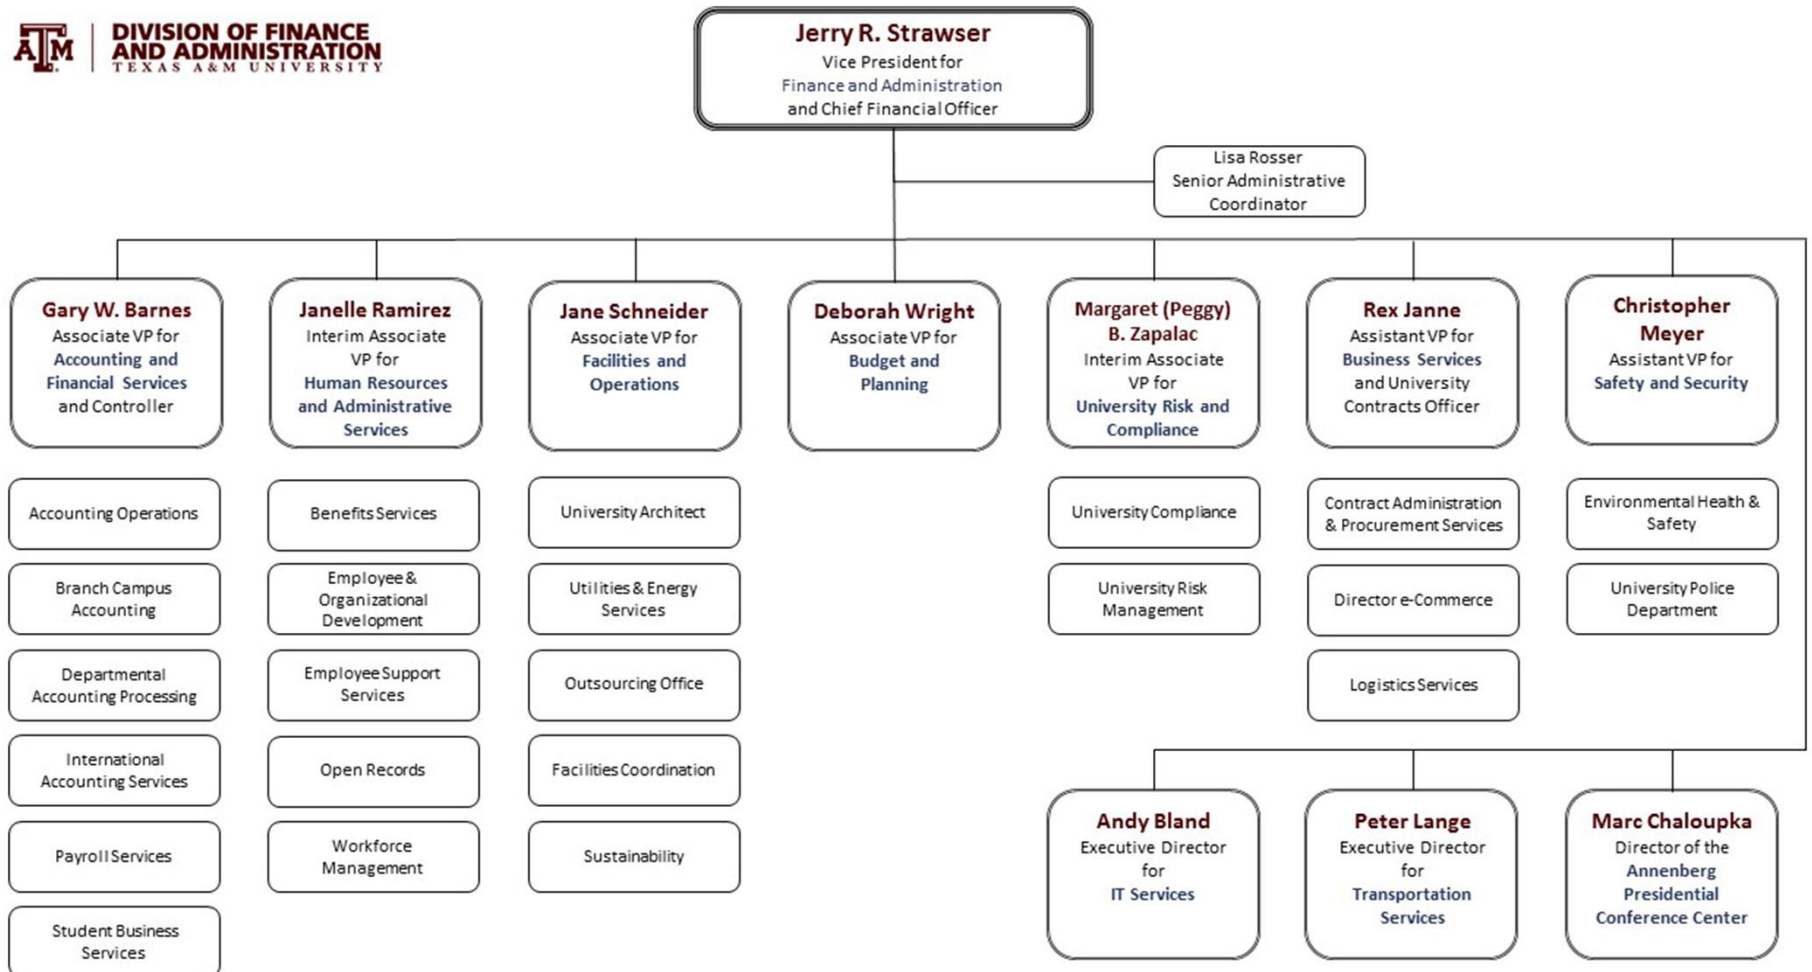 ATM
DIVISION OF FINANCE
AND ADMINISTRATION
TEXAS A&M UNIVERSITY
Jerry R. Strawser
Vice President for
Finance and Administration
and Chief Financial Officer
Lisa Rosser
Senior Administrative
Coordinator
Gary W. Barnes
Associate VP for
Accounting and
Financial Services
and Controller
Janelle Ramirez
Interim Associate
VP for
Human Resources
and Administrative
Services
Jane Schneider
Associate VP for
Facilities and
Operations
Deborah Wright
Associate VP for
Budget and
Planning
Margaret (Peggy)
B. Zapalac
Interim Associate
VP for
University Risk and
Compliance
Rex Janne
Assistant VP for
Business Services
and University
Contracts Officer
Christopher
Meyer
Assistant VP for
Safety and Security
Accounting Operations
Branch Campus
Accounting
Departmental
Accounting Processing
International
Accounting Services
Payroll Services
Student Business
Services
Benefits Services
Employee &
Organizational
Development
Employee Support
Services
Open Records
Workforce
Management
University Architect
Utilities & Energy
Services
Outsourcing Office
Facilities Coordination
Sustainability
University Compliance
University Risk
Management
Contract Administration
& Procurement Services
Director e-Commerce
Logistics Services
Environmental Health &
Safety
University Police
Department
Andy Bland
Executive Director
for
IT Services
Peter Lange
Executive Director
for
Transportation
Services
Marc Chaloupka
Director of the
Annenberg
Presidential
Conference Center